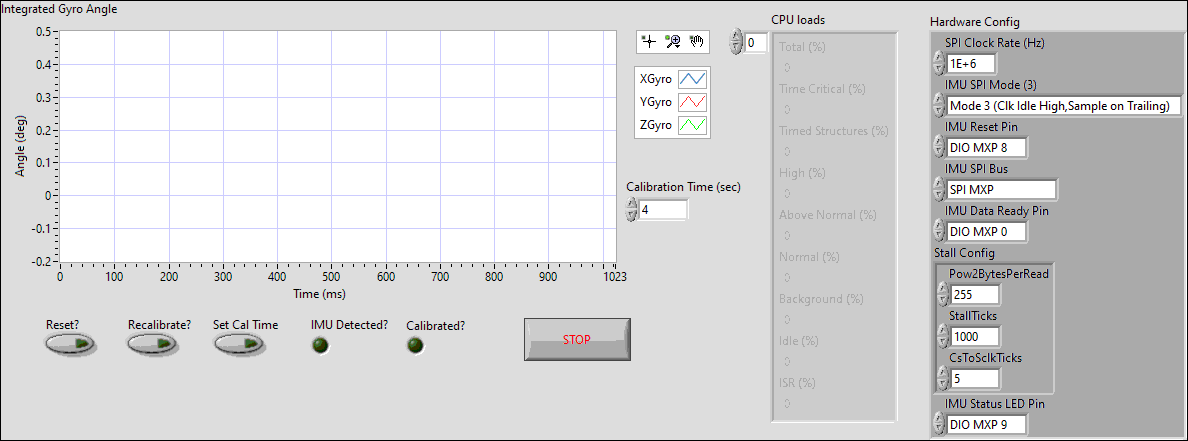 Integrated Gyro Angle
0.5
0.4
0.3
0.2
0.1
0
-0.1
-0.2
Angle (deg)
0 100 200 300 400 500 600 700 800 900 1023
Time (ms)
XGyro
YGyro
ZGyro
Calibration Time (sec)
4
Reset?
Recalibrate?
Set Cal Time
IMU Detected?
Calibrated?
STOP
CPU loads
0
Total (%)
0
Time Critical (%)
0
Timed Structures (%)
0
High (%)
0
Above Normal (%)
0
Normal (%)
0
Background (%)
0
Idle (%)
0
ISR (%)
0
Hardware Config
SPI Clock Rate (Hz)
1E+6
IMU SPI Mode (3)
Mode 3 (Clk Idle High,Sample on Trailing)
IMU Reset Pin
DIO MXP 8
IMU SPI Bus
SPI MXP
IMU Data Ready Pin
DIO MXP 0
Stall Config
Pow2BytesPerRead
255
StallTicks
1000
CsToSclkTicks
5
IMU Status LED Pin
DIO MXP 9